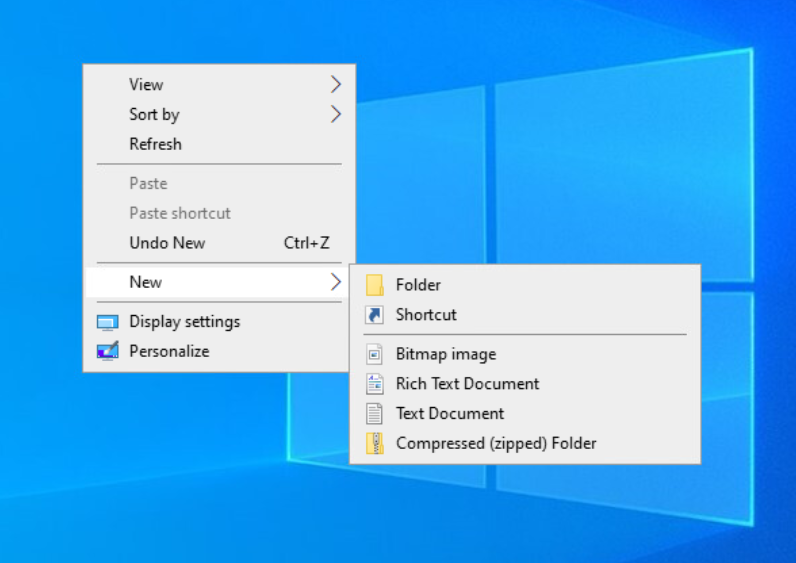 View
Sort by
Refresh
Paste
Paste shortcut
Undo New Ctrl+Z
New
Display settings
Personalize
Folder
Shortcut
Bitmap image
Rich Text Document
Text Document
Compressed (zipped) Folder